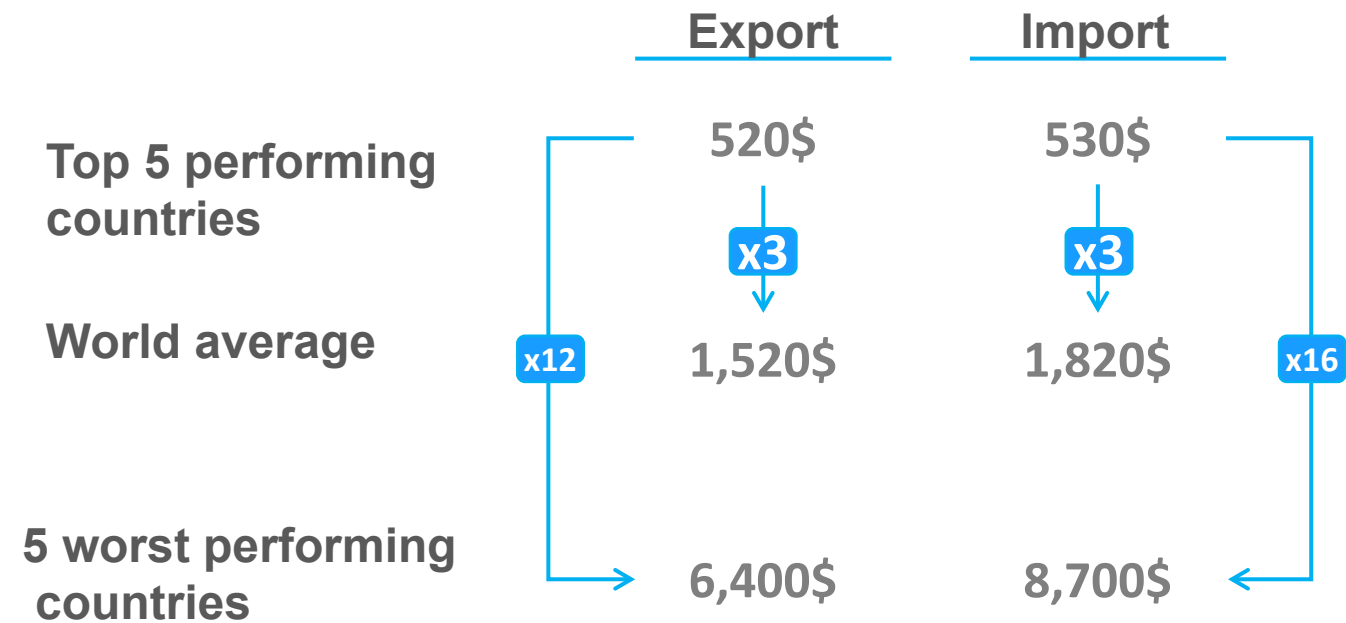 Export Import
Top 5 performing
countries
520$ 530$
x3 x3
World average
x12
1,520$ 1,820$
x16
5 worst performing
countries
6,400$ 8,700$